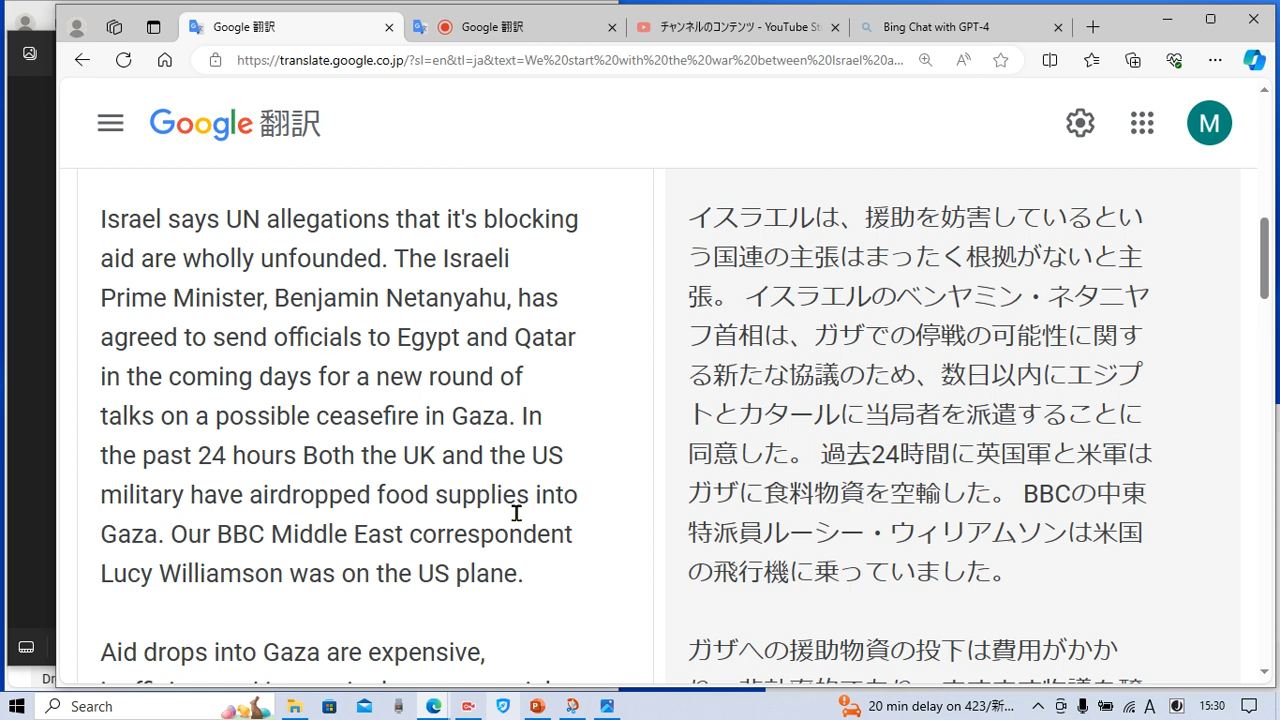 Google 翻訳
Google 翻訳
チャンネルのコンテンツ - YouTube St
Bing Chat with GPT-4
https://translate.google.co.jp/?sl=en&tl=ja&text=We%20start%20with%20the%20war%20between%20Israel%20a...
Google 翻訳
M
Israel says UN allegations that it's blocking
aid are wholly unfounded. The Israeli
Prime Minister, Benjamin Netanyahu, has
agreed to send officials to Egypt and Qatar
in the coming days for a new round of
talks on a possible ceasefire in Gaza. In
the past 24 hours Both the UK and the US
military have airdropped food supplies into
Gaza. Our BBC Middle East correspondent
Lucy Williamson was on the US plane.
Aid drops into Gaza are expensive,
イスラエルは、援助を妨害しているとい
う国連の主張はまったく根拠がないと主
張。 イスラエルのベンヤミン・ネタニヤ
フ首相は、ガザでの停戦の可能性に関す
る新たな協議のため、数日以内にエジプ
トとカタールに当局者を派遣することに
同意した。 過去24時間に英国軍と米軍は
ガザに食料物資を空輸した。 BBCの中東
特派員ルーシー・ウィリアムソンは米国
の飛行機に乗っていました。
ガザへの援助物資の投下は費用がかか
Dr
Search
20 min delay on 423/新...
A
15:30